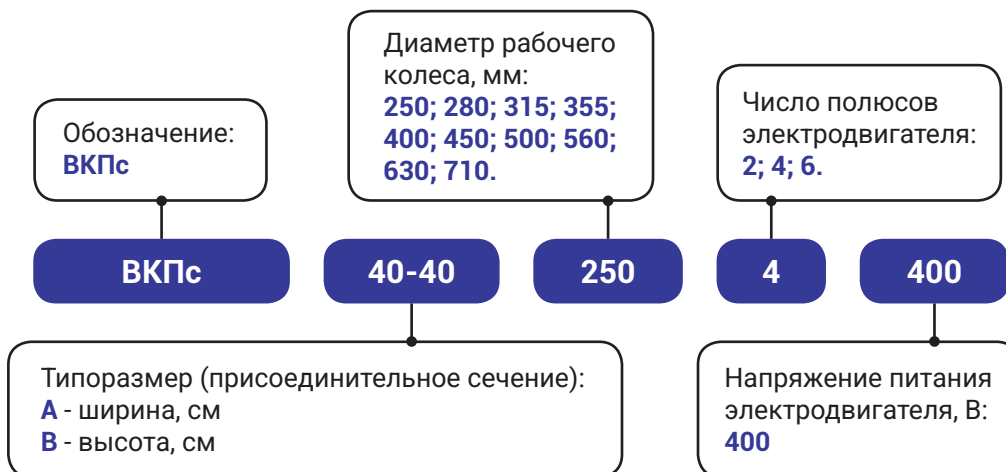 Диаметр рабочего
колеса, мм:
250; 280; 315; 355;
400; 450; 500; 560;
630; 710.
Обозначение:
ВКПс
Число полюсов
электродвигателя:
2; 4; 6.
ВКПс
40-40
250
4
400
Типоразмер (присоединительное сечение):
A - ширина, см
B - высота, см
Напряжение питания
электродвигателя, В:
400